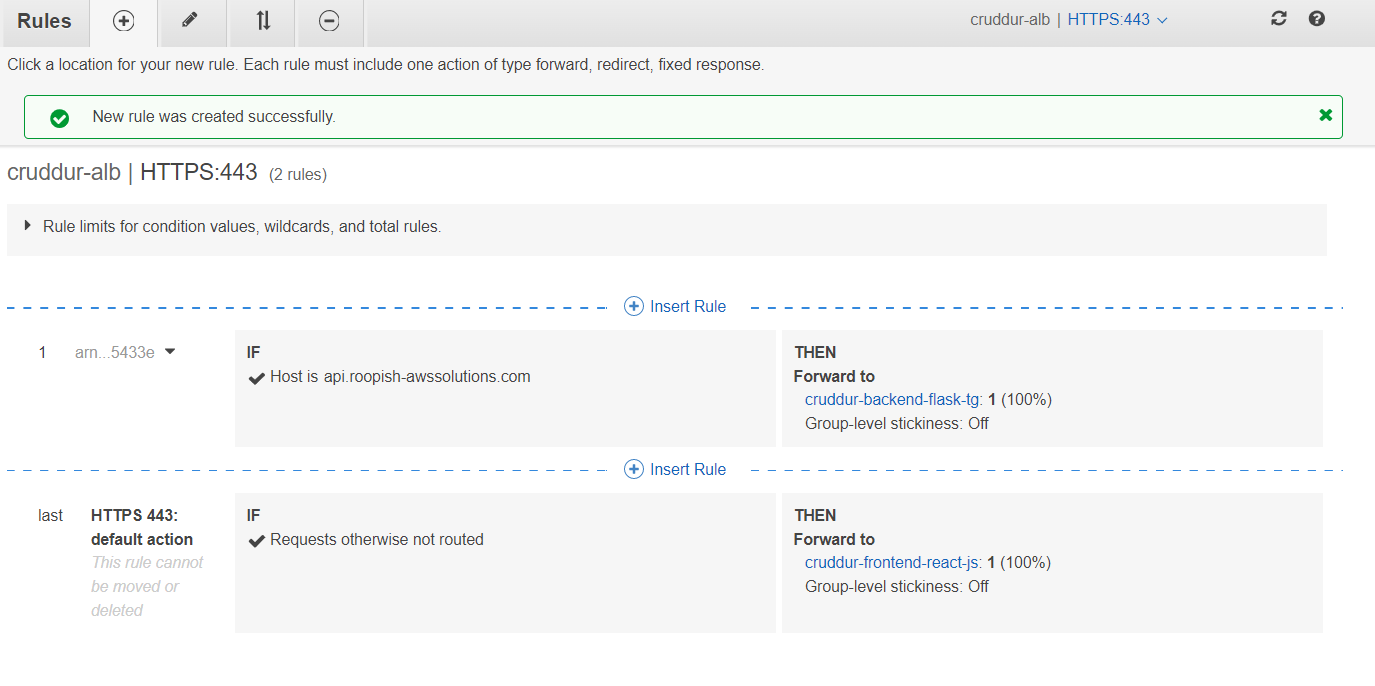 Rules
cruddur-alb | HTTPS:443
Click a location for your new rule. Each rule must include one action of type forward, redirect, fixed response.
New rule was created successfully.
cruddur-alb | HTTPS:443 (2 rules)
Rule limits for condition values, wildcards, and total rules.
Insert Rule
1 arn...5433e
IF
Host is api.roopish-awssolutions.com
THEN
Forward to
cruddur-backend-flask-tg: 1 (100%)
Group-level stickiness: Off
Insert Rule
last
HTTPS 443:
default action
This rule cannot
be moved or
deleted
IF
Requests otherwise not routed
THEN
Forward to
cruddur-frontend-react-js: 1 (100%)
Group-level stickiness: Off